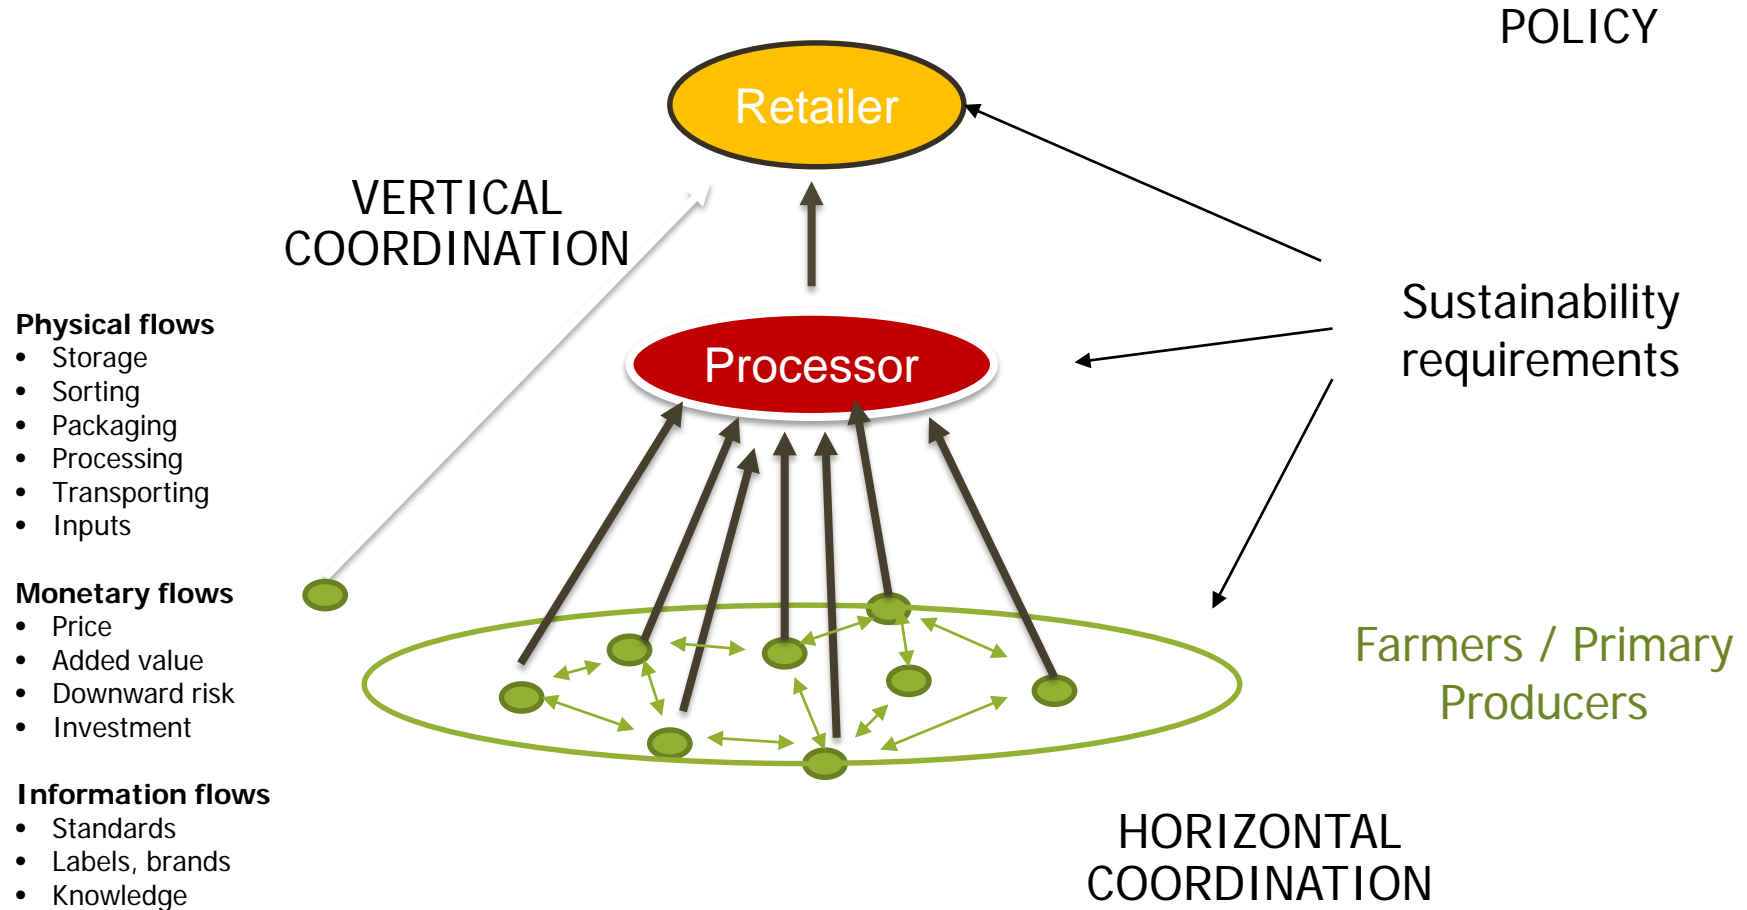 POLICY
Retailer
VERTICAL
COORDINATION
Physical flows
• Storage
• Sorting
• Packaging
• Processing
• Transporting
• Inputs
Monetary flows
• Price
• Added value
• Downward risk
• Investment
Information flows
• Standards
• Labels, brands
• Knowledge
Processor
Sustainability
requirements
Farmers / Primary
Producers
HORIZONTAL
COORDINATION